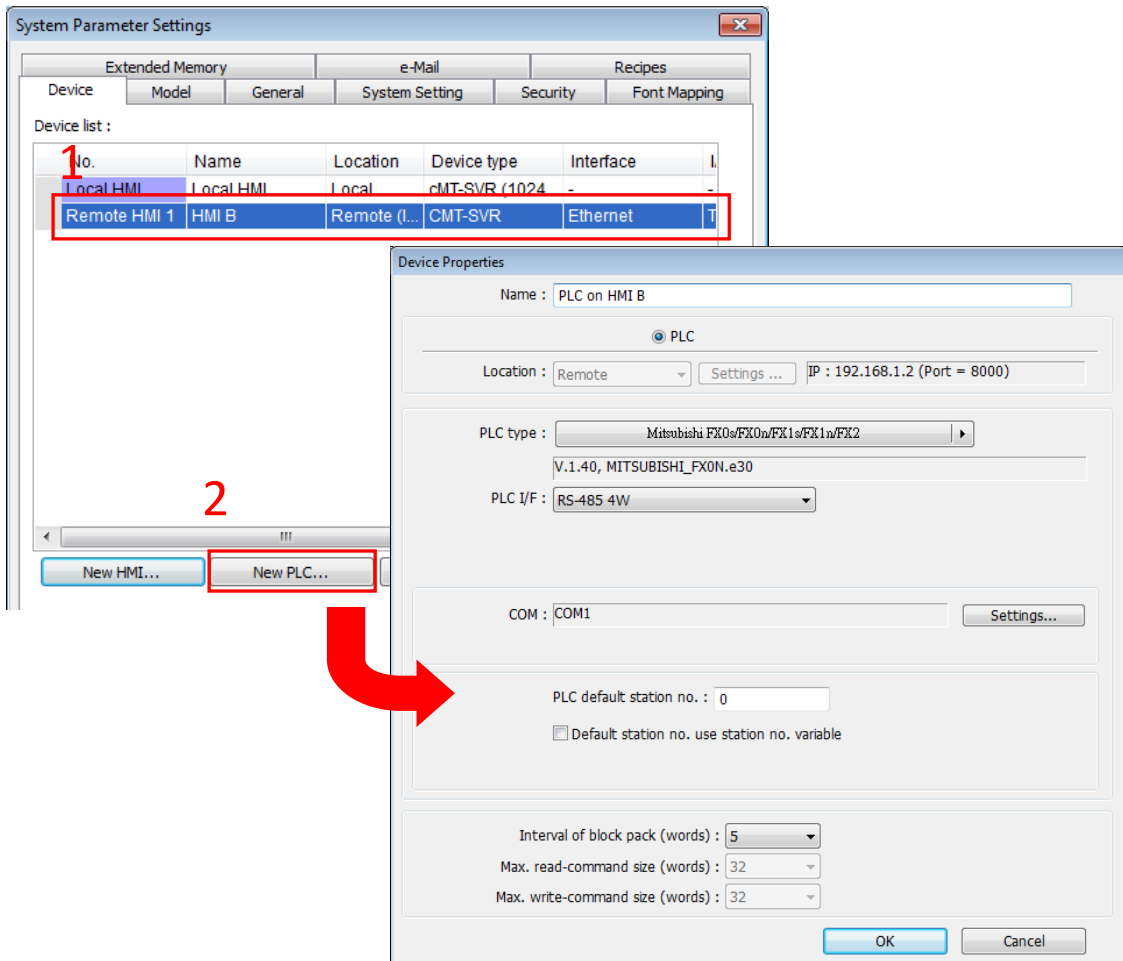 System Parameter Settings
Extended Memory e-Mail Recipes
Device Model General System Setting Security Font Mapping
Device list :
1
No. Name Location Device type Interface I/
Local HMI Local HMI Local cMT-SVR (1024 - -
Remote HMI 1 HMI B Remote (I... CMT-SVR Ethernet T
2
New HMI... New PLC...
Device Properties
Name : PLC on HMI B
PLC
Location : Remote Settings ... IP : 192.168.1.2 (Port = 8000)
PLC type : Mitsubishi FX0s/FX0n/FX1s/FX1n/FX2
V.1.40, MITSUBISHI_FX0N.e30
PLC I/F : RS-485 4W
COM : COM1 Settings...
PLC default station no. : 0
Default station no. use station no. variable
Interval of block pack (words) : 5
Max. read-command size (words) : 32
Max. write-command size (words) : 32
OK Cancel